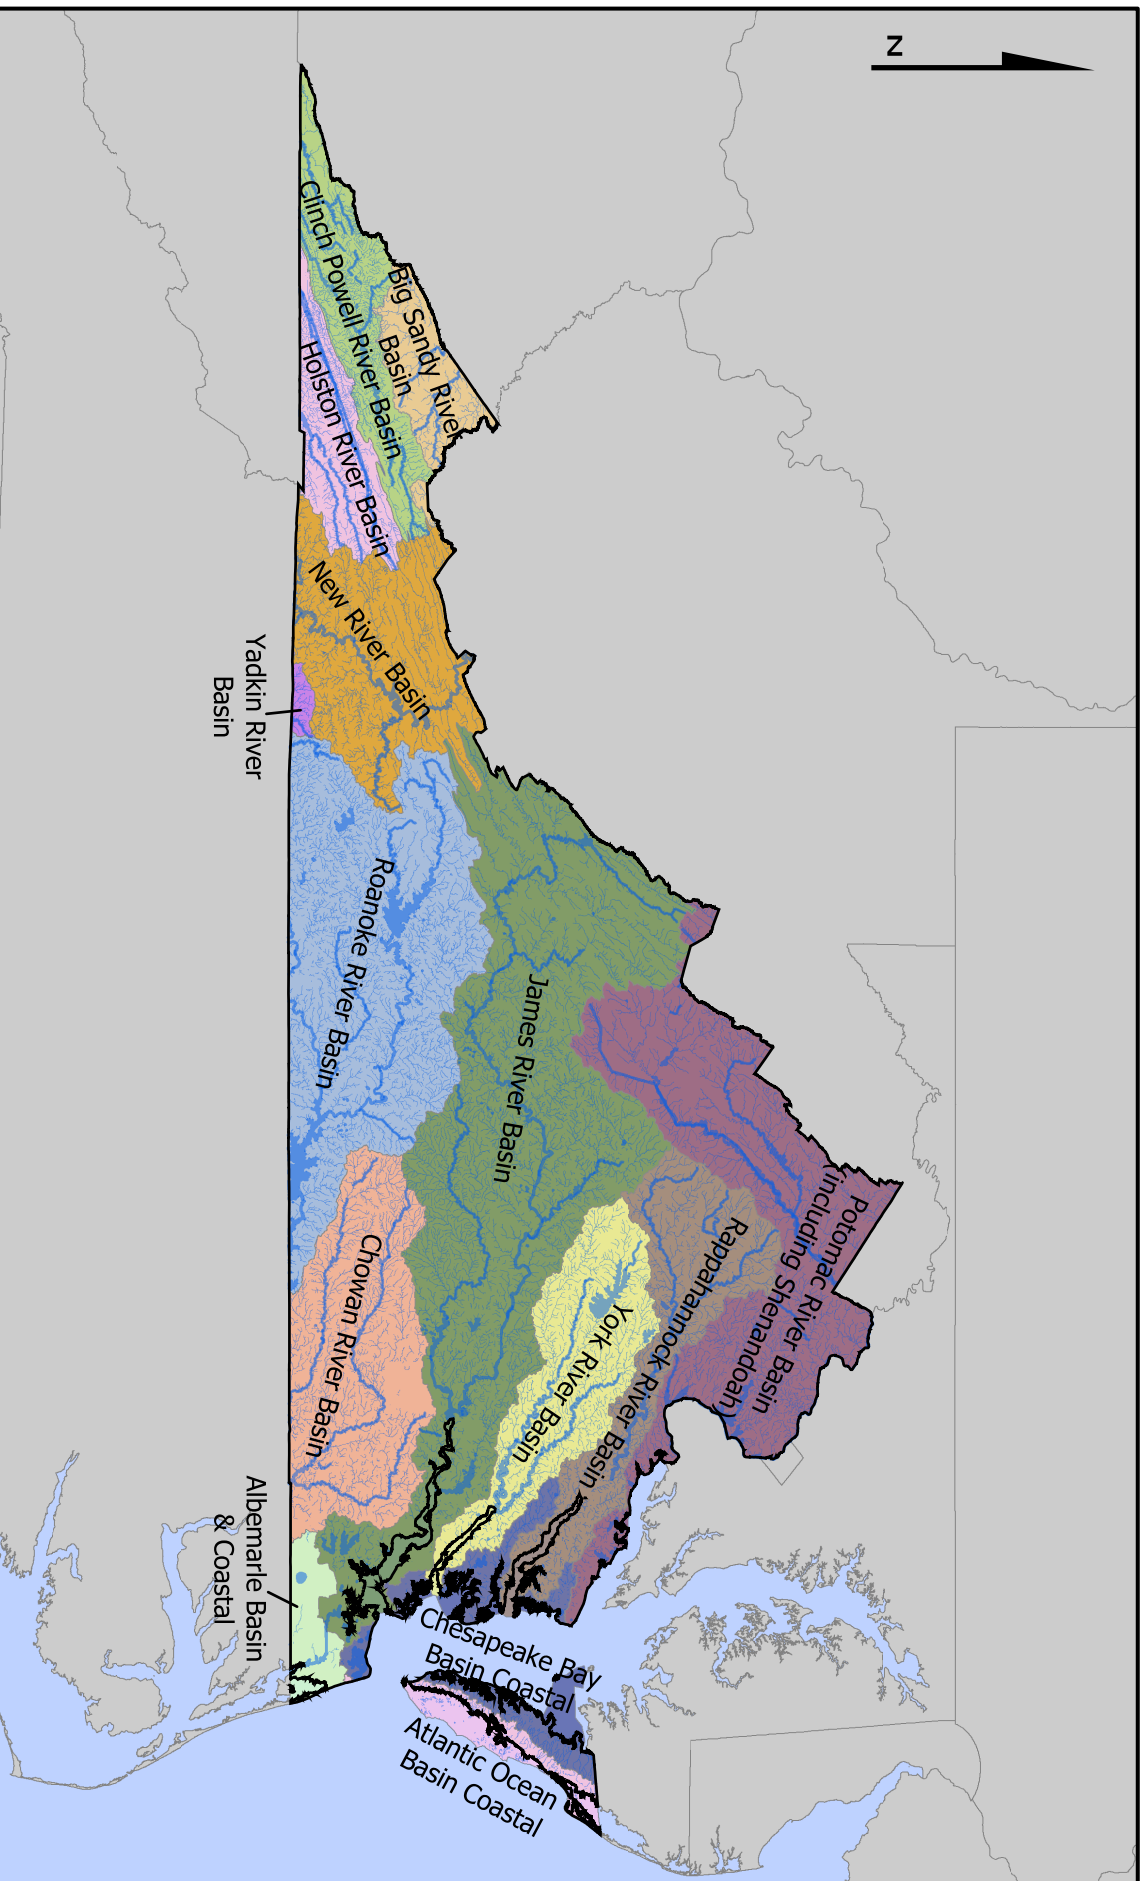 N
Clinch Powell River Basin
Big Sandy River
Basin
Holston River Basin
New River Basin
Yadkin River
Basin
Roanoke River Basin
James River Basin
Potomac River Basin
(including Shenandoah)
Rappahannock River Basin
York River Basin
Chowan River Basin
Albemarle Basin
& Coastal
Chesapeake Bay
Basin Coastal
Atlantic Ocean
Basin Coastal